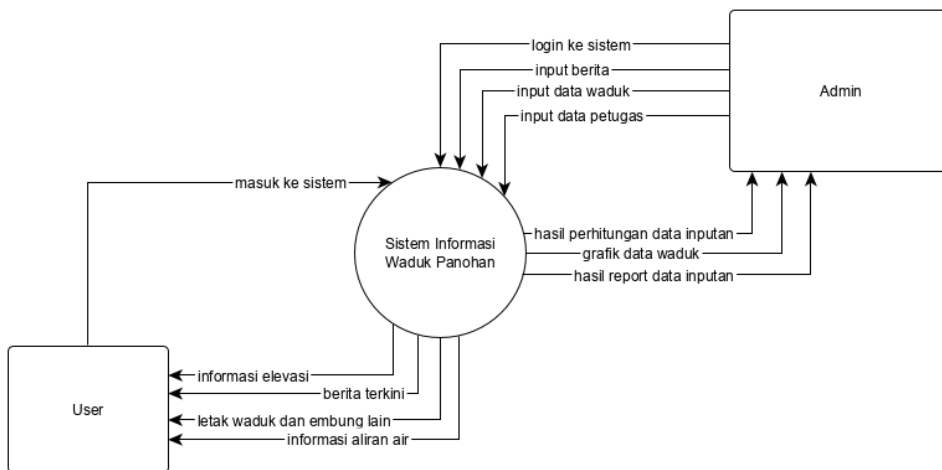 login ke sistem
input berita
input data waduk
input data petugas
Admin
masuk ke sistem
Sistem Informasi
Waduk Panohan
hasil perhitungan data inputan
grafik data waduk
hasil report data inputan
User
informasi elevasi
berita terkini
letak waduk dan embung lain
informasi aliran air